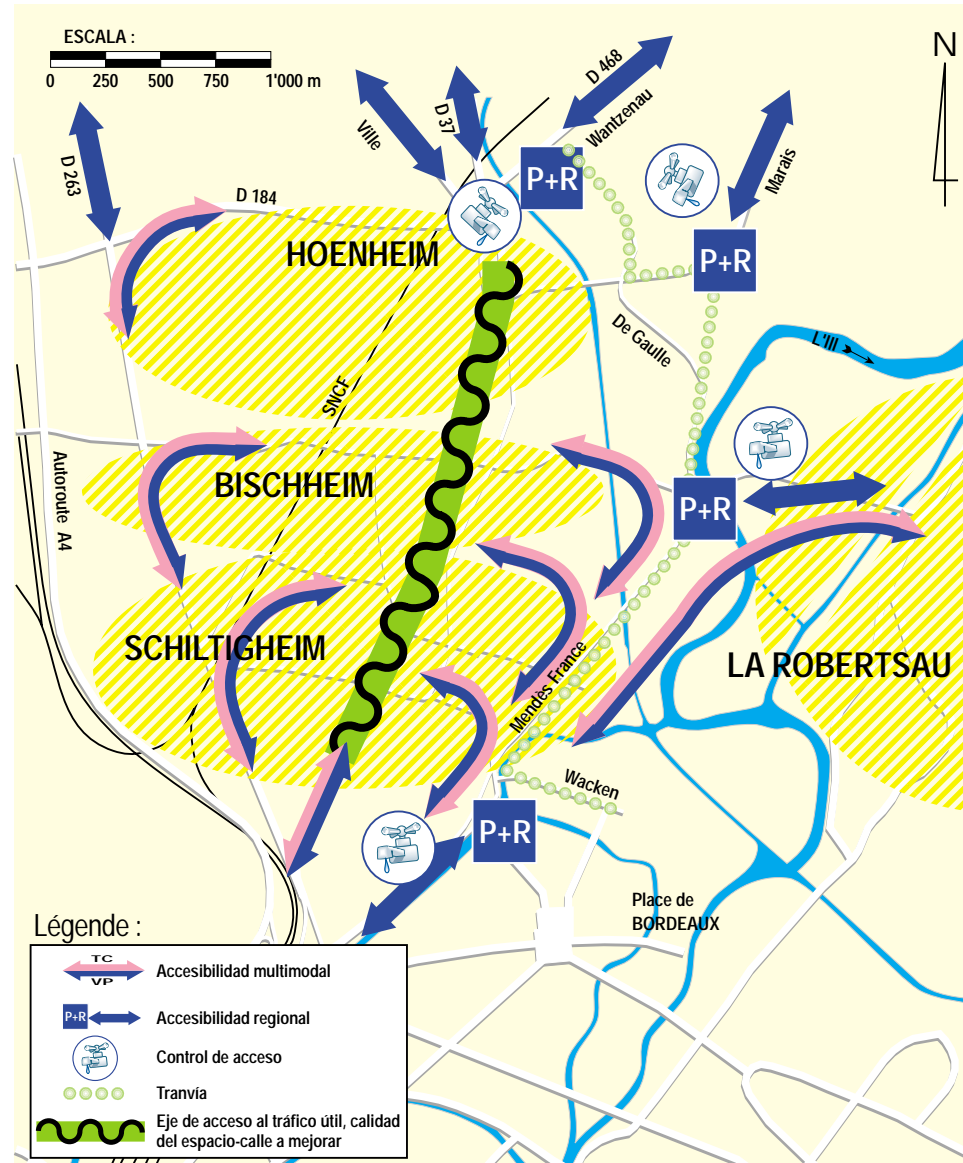 ESCALA :
0 250 500 750 1'000 m
N
D 263
Ville
D 37
D 468
Wantzenau
Marais
P+R
D 184
HOENHEIM
P+R
De Gaulle
L'Ill
SNCF
Autoroute A4
BISCHHEIM
P+R
SCHILTIGHEIM
Mendès France
LA ROBERTSAU
Wacken
P+R
Place de
BORDEAUX
Légende :
TC
VP
Accesibilidad multimodal
P+R
Accesibilidad regional
Control de acceso
Tranvía
Eje de acceso al tráfico útil, calidad
del espacio-calle a mejorar